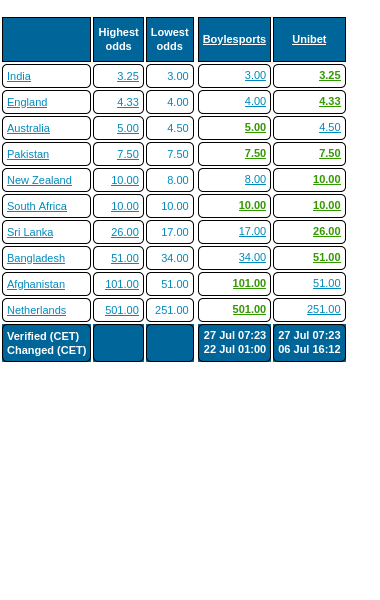 Highest odds Lowest odds Boylesports Unibet
India 3.25 3.00 3.00 3.25
England 4.33 4.00 4.00 4.33
Australia 5.00 4.50 5.00 4.50
Pakistan 7.50 7.50 7.50 7.50
New Zealand 10.00 8.00 8.00 10.00
South Africa 10.00 10.00 10.00 10.00
Sri Lanka 26.00 17.00 17.00 26.00
Bangladesh 51.00 34.00 34.00 51.00
Afghanistan 101.00 51.00 101.00 51.00
Netherlands 501.00 251.00 501.00 251.00
Verified (CET) 27 Jul 07:23 27 Jul 07:23
Changed (CET) 22 Jul 01:00 06 Jul 16:12